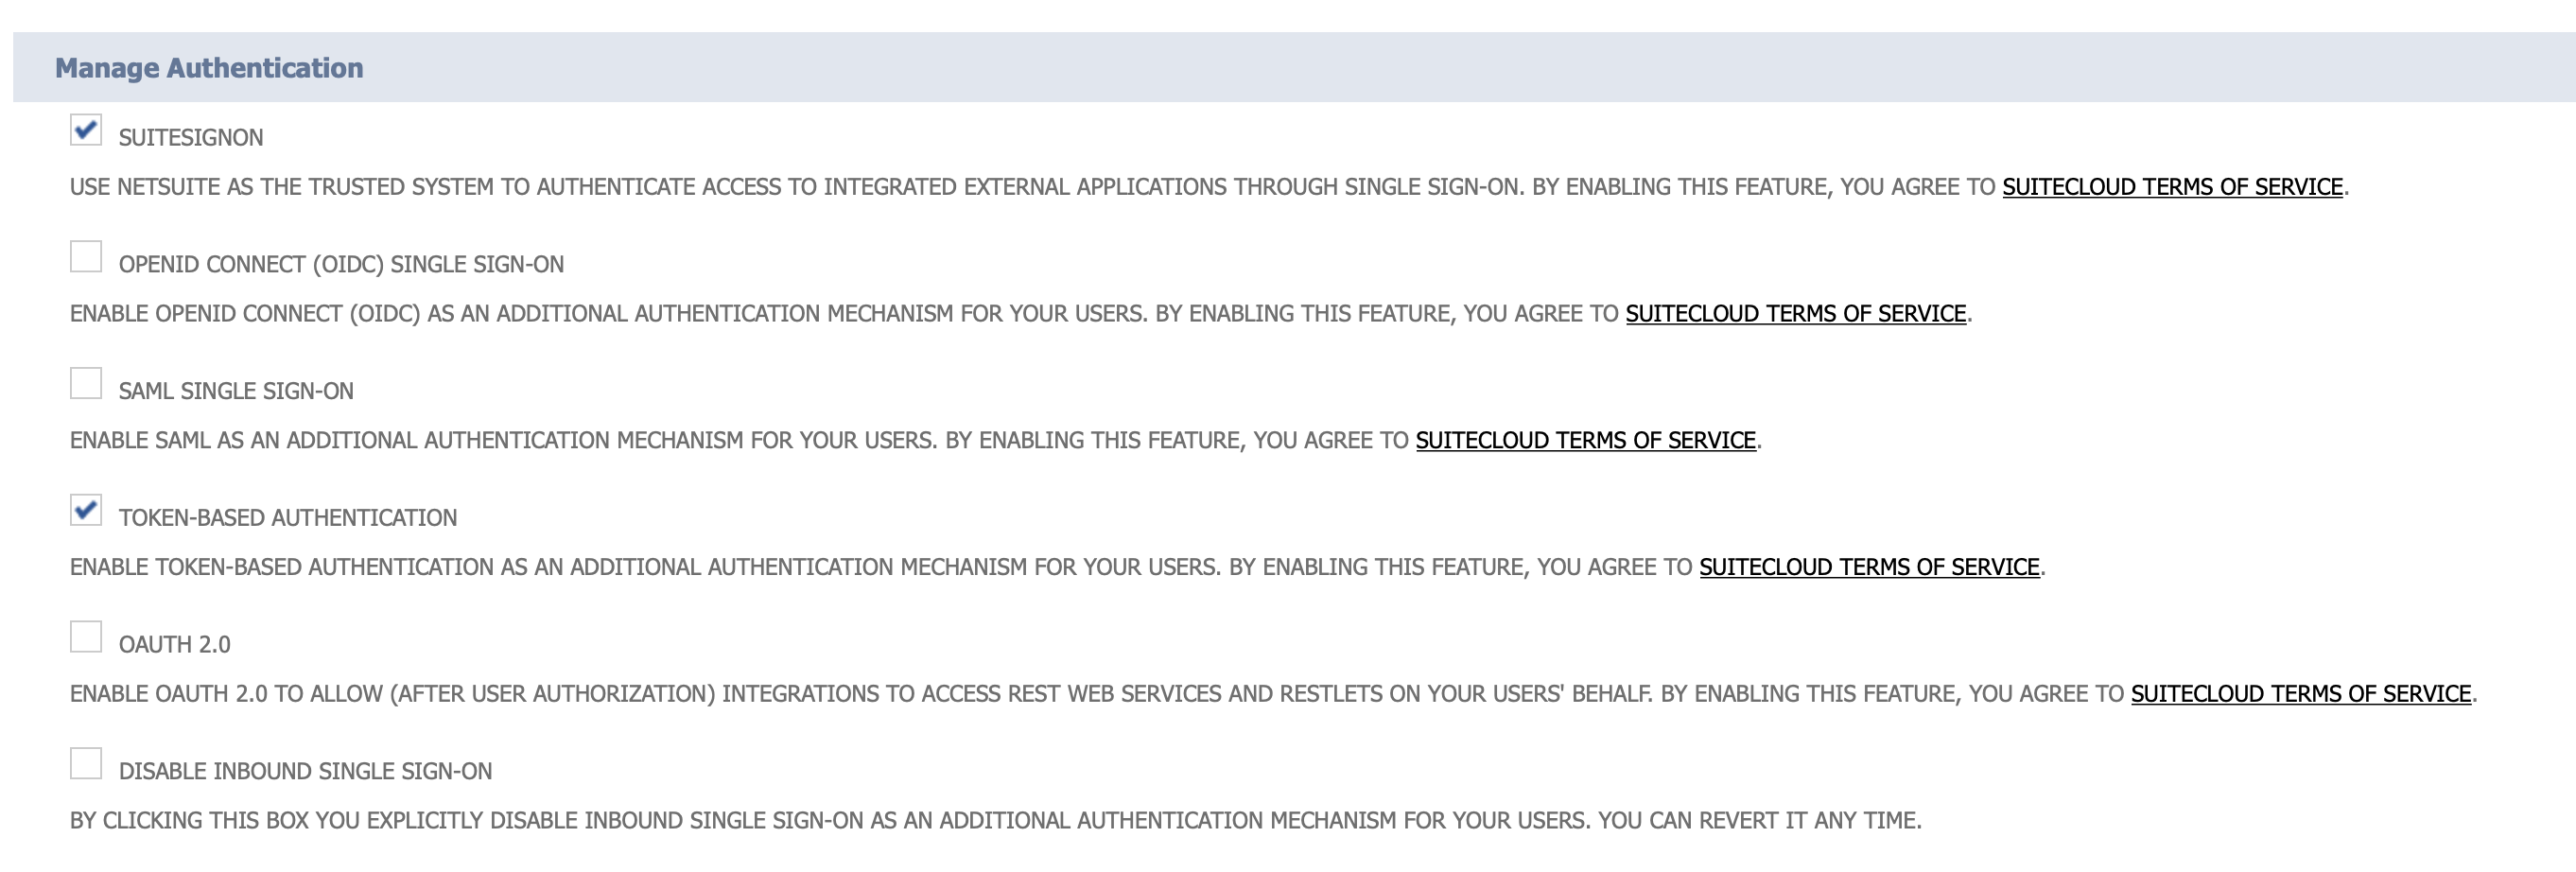 Manage Authentication
SUITESIGNON
USE NETSUITE AS THE TRUSTED SYSTEM TO AUTHENTICATE ACCESS TO INTEGRATED EXTERNAL APPLICATIONS THROUGH SINGLE SIGN-ON. BY ENABLING THIS FEATURE, YOU AGREE TO SUITECLOUD TERMS OF SERVICE.
OPENID CONNECT (OIDC) SINGLE SIGN-ON
ENABLE OPENID CONNECT (OIDC) AS AN ADDITIONAL AUTHENTICATION MECHANISM FOR YOUR USERS. BY ENABLING THIS FEATURE, YOU AGREE TO SUITECLOUD TERMS OF SERVICE.
SAML SINGLE SIGN-ON
ENABLE SAML AS AN ADDITIONAL AUTHENTICATION MECHANISM FOR YOUR USERS. BY ENABLING THIS FEATURE, YOU AGREE TO SUITECLOUD TERMS OF SERVICE.
TOKEN-BASED AUTHENTICATION
ENABLE TOKEN-BASED AUTHENTICATION AS AN ADDITIONAL AUTHENTICATION MECHANISM FOR YOUR USERS. BY ENABLING THIS FEATURE, YOU AGREE TO SUITECLOUD TERMS OF SERVICE.
OAUTH 2.0
ENABLE OAUTH 2.0 TO ALLOW (AFTER USER AUTHORIZATION) INTEGRATIONS TO ACCESS REST WEB SERVICES AND RESTLETS ON YOUR USERS' BEHALF. BY ENABLING THIS FEATURE, YOU AGREE TO SUITECLOUD TERMS OF SERVICE.
DISABLE INBOUND SINGLE SIGN-ON
BY CLICKING THIS BOX YOU EXPLICITLY DISABLE INBOUND SINGLE SIGN-ON AS AN ADDITIONAL AUTHENTICATION MECHANISM FOR YOUR USERS. YOU CAN REVERT IT ANY TIME.